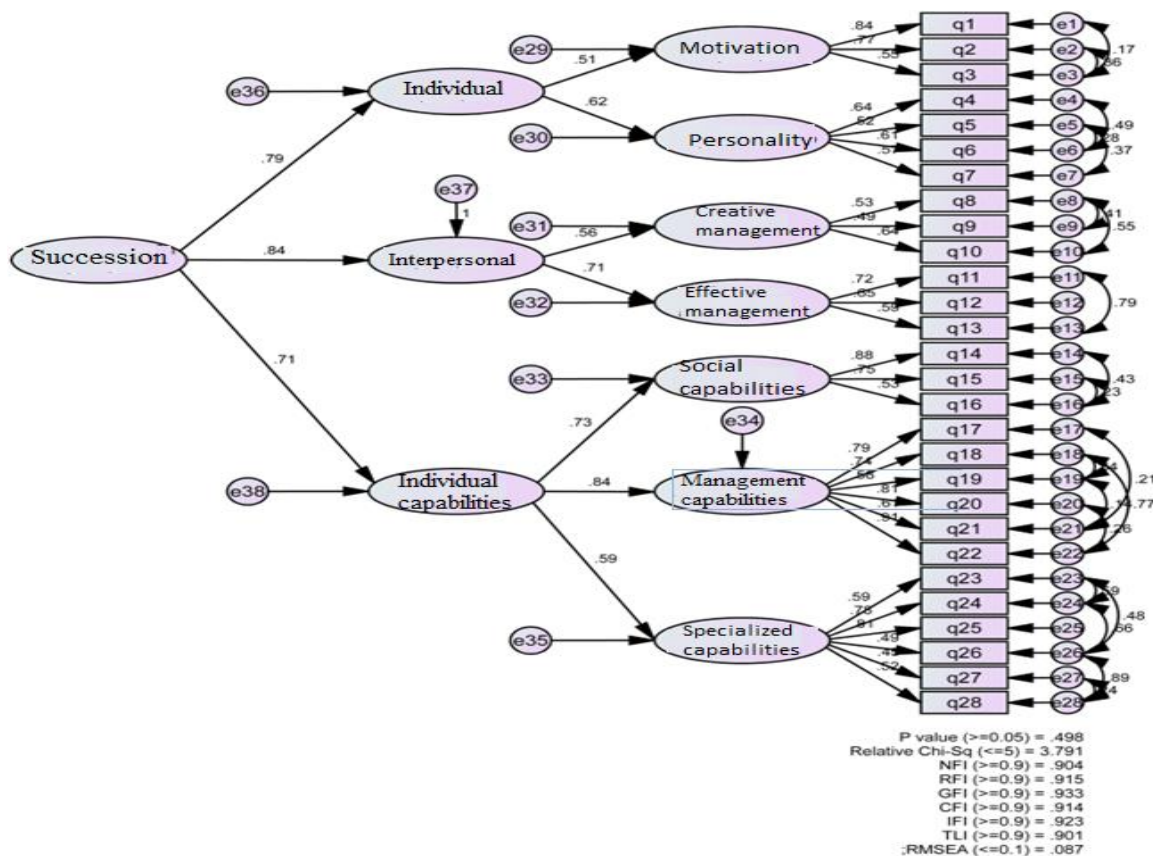 Succession
.79
.84
.71
e36
Individual
.51
.62
e37
1
Interpersonal
.56
.71
e38
Individual
capabilities
.73
.84
.59
e29
Motivation
.84
.77
.55
e30
Personality
.64
.52
.61
.57
e31
Creative
management
.53
.49
.64
e32
Effective
management
.72
.65
.59
e33
Social
capabilities
.88
.75
.53
e34
Management
capabilities
.79
.74
.81
e35
Specialized
capabilities
.59
.78
.81
.49
.52
q1 e1
q2 e2
q3 e3
q4 e4
q5 e5
q6 e6
q7 e7
q8 e8
q9 e9
q10 e10
q11 e11
q12 e12
q13 e13
q14 e14
q15 e15
q16 e16
q17 e17
q18 e18
q19 e19
q20 e20
q21 e21
q22 e22
q23 e23
q24 e24
q25 e25
q26 e26
q27 e27
q28 e28
.17
.49
.37
.55
.79
.43
.21
.77
.26
.48
.66
.89
P value (>=0.05) = .498
Relative Chi-Sq (<=5) = 3.791
NFI (>=0.9) = .904
RFI (>=0.9) = .915
GFI (>=0.9) = .933
CFI (>=0.9) = .914
IFI (>=0.9) = .923
TLI (>=0.9) = .901
;RMSEA (<=0.1) = .087